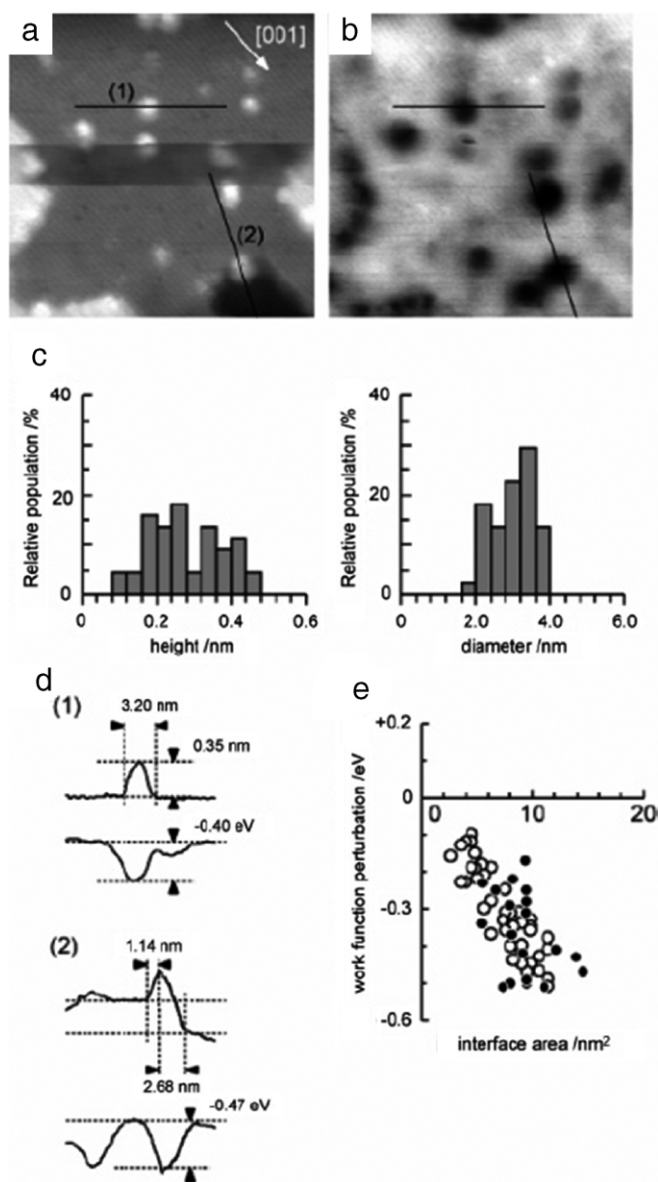 a
b
[001]
(1)
(2)
c
40
20
0
Relative population /%
0
0.2
0.4
0.6
height /nm
40
20
0
Relative population /%
0
2.0
4.0
6.0
diameter /nm
d
(1)
3.20 nm
0.35 nm
-0.40 eV
(2)
1.14 nm
2.68 nm
-0.47 eV
e
+0.2
0
-0.3
-0.6
work function perturbation /eV
0
10
20
interface area /nm²